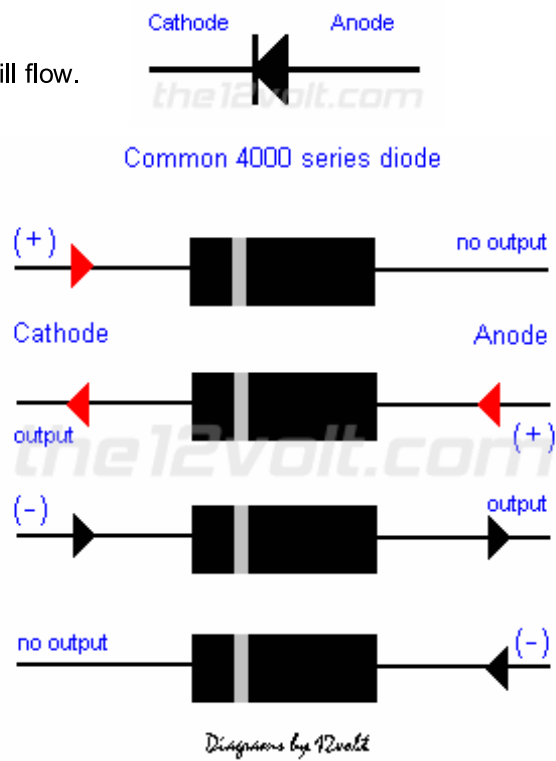 Cathode Anode
ill flow.
the12volt.com
Common 4000 series diode
(+) no output
Cathode Anode
output (+)
the12volt.com
(-) output
no output (-)
Diagrams by 12volt